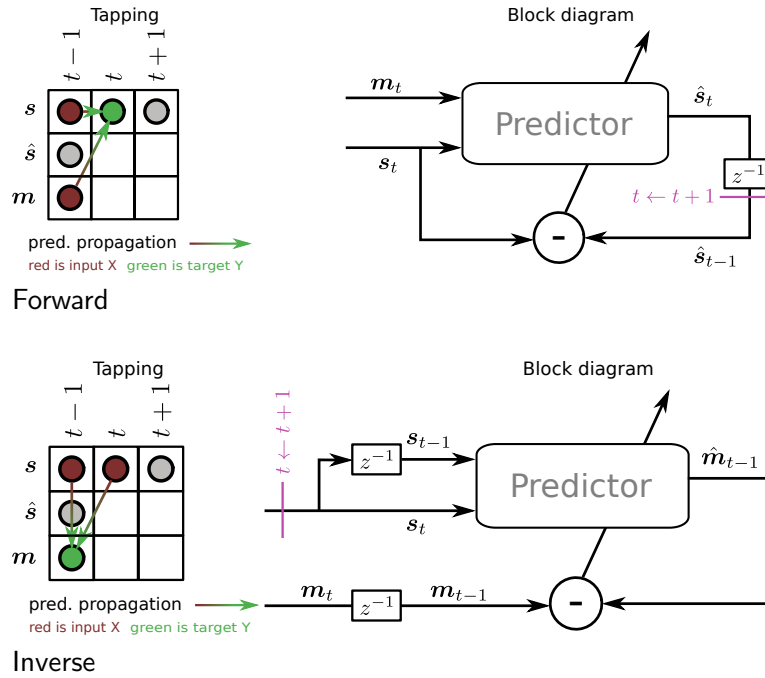 Tapping
Block diagram
t − 1 t t + 1
s
ŝ
m
pred. propagation
red is input X green is target Y
m_t
s_t
Predictor
ŝ_t
z⁻¹
t ← t + 1
-
ŝ_{t−1}
Forward
Tapping
Block diagram
t − 1 t t + 1
s
ŝ
m
pred. propagation
red is input X green is target Y
t ← t + 1
z⁻¹
s_{t−1}
s_t
Predictor
m̂_{t−1}
m_t
z⁻¹
m_{t−1}
-
Inverse